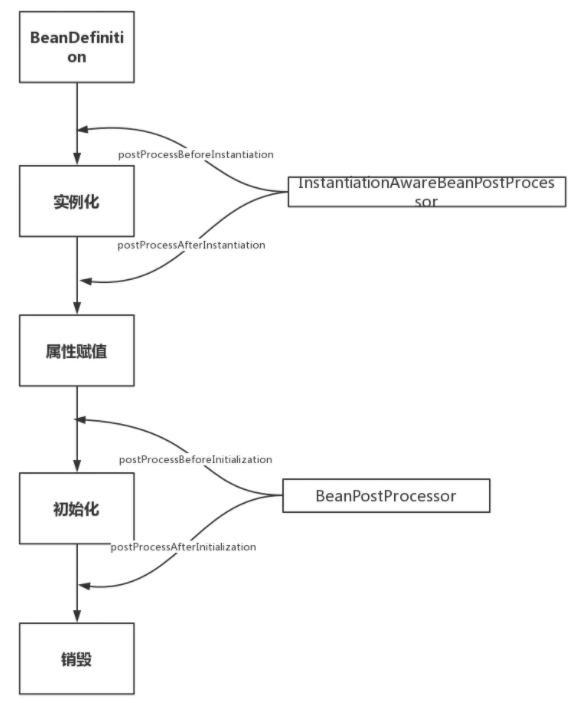 BeanDefiniti
on
postProcessBeforeInstantiation
InstantiationAwareBeanPostProces
sor
实例化
postProcessAfterInstantiation
属性赋值
postProcessBeforeInitialization
BeanPostProcessor
初始化
postProcessAfterInitialization
销毁